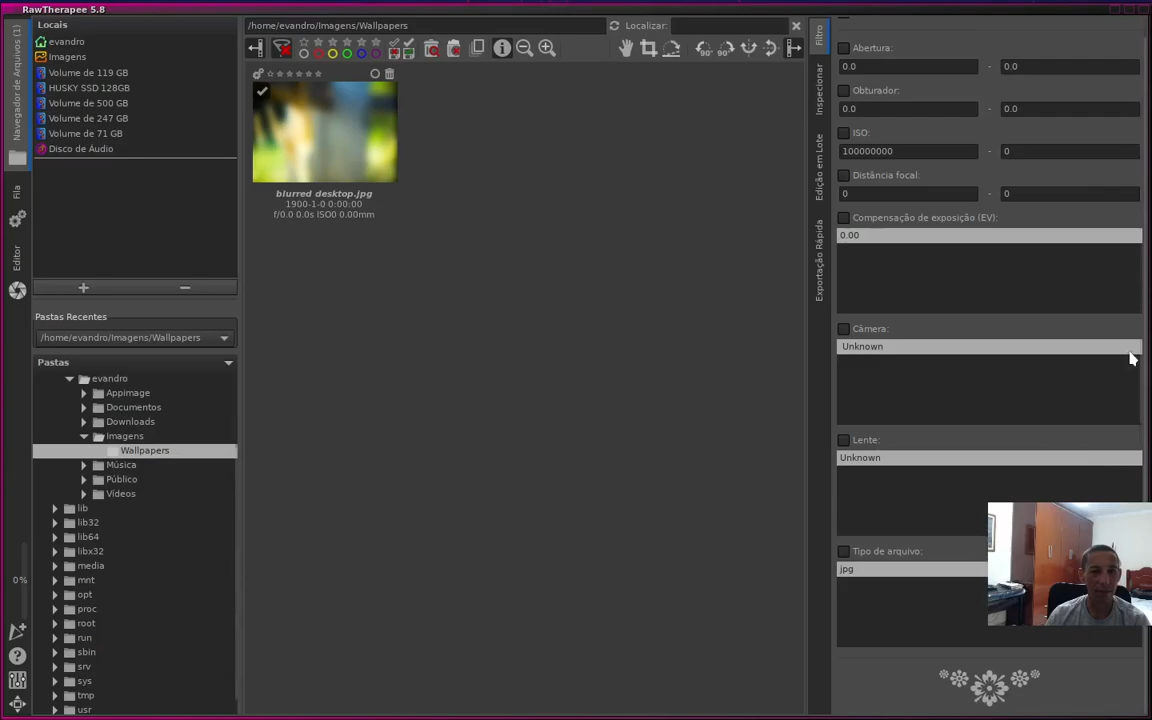 RawTherapee 5.8
Navegador de Arquivos (1)
Fila
Editor
0%
Locais
evandro
Imagens
Volume de 119 GB
HUSKY SSD 128GB
Volume de 500 GB
Volume de 247 GB
Volume de 71 GB
Disco de Áudio
Pastas Recentes
/home/evandro/Imagens/Wallpapers
Pastas
evandro
Appimage
Documentos
Downloads
Imagens
Wallpapers
Música
Público
Vídeos
lib
lib32
lib64
libx32
media
mnt
opt
proc
root
run
sbin
srv
sys
tmp
usr
/home/evandro/Imagens/Wallpapers
Localizar:
blurred desktop.jpg
1900-1-0 0:00:00
f/0.0 0.0s ISO0 0.00mm
Filtro
Inspecionar
Edição em Lote
Exportação Rápida
Abertura:
0.0 - 0.0
Obturador:
0.0 - 0.0
ISO:
100000000 - 0
Distância focal:
0 - 0
Compensação de exposição (EV):
0.00
Câmera:
Unknown
Lente:
Unknown
Tipo de arquivo:
jpg